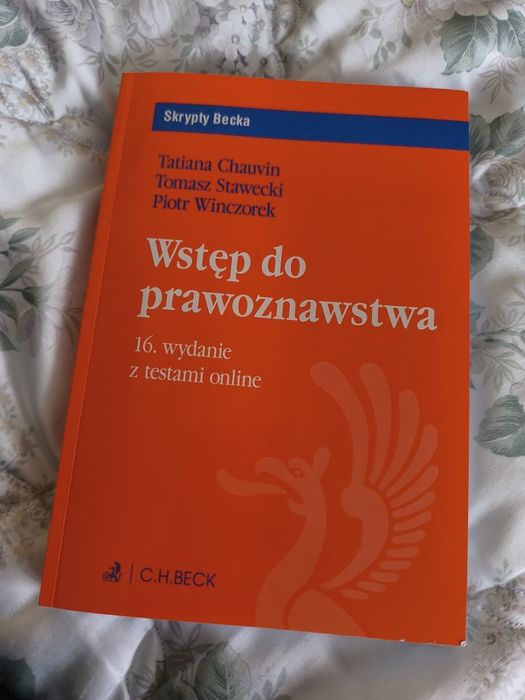 Skrypty Becka
Tatiana Chauvin
Tomasz Stawecki
Piotr Winczorek
Wstęp do
prawoznawstwa
16. wydanie
z testami online
C.H.BECK